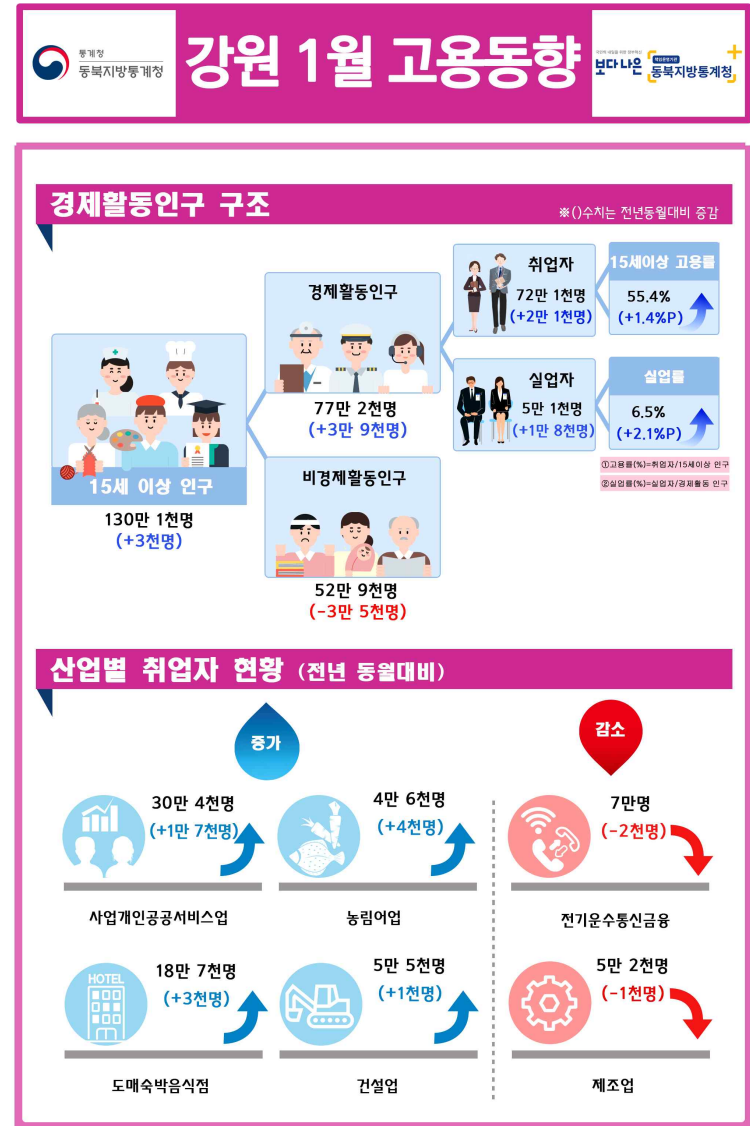 통계청
동북지방통계청
강원 1월 고용동향
보다나은
책임운영기관
동북지방통계청
경제활동인구 구조
※()수치는 전년동월대비 증감
15세 이상 인구
130만 1천명
(+3천명)
경제활동인구
77만 2천명
(+3만 9천명)
비경제활동인구
52만 9천명
(-3만 5천명)
취업자
72만 1천명
(+2만 1천명)
15세이상 고용률
55.4%
(+1.4%P)
실업자
5만 1천명
(+1만 8천명)
실업률
6.5%
(+2.1%P)
①고용률(%)=취업자/15세이상 인구
②실업률(%)=실업자/경제활동 인구
산업별 취업자 현황 (전년 동월대비)
증가
감소
30만 4천명
(+1만 7천명)
사업개인공공서비스업
4만 6천명
(+4천명)
농림어업
7만명
(-2천명)
전기운수통신금융
HOTEL
18만 7천명
(+3천명)
도매숙박음식점
5만 5천명
(+1천명)
건설업
5만 2천명
(-1천명)
제조업